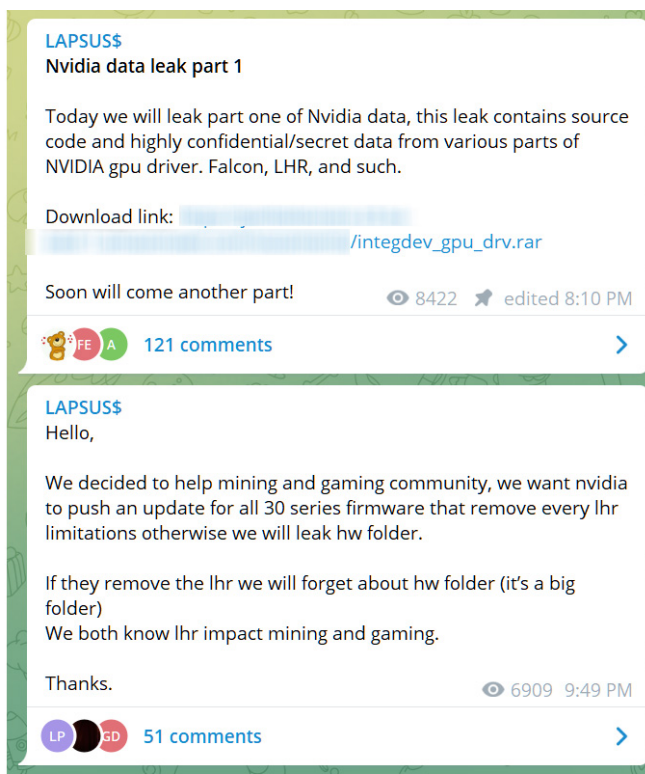 LAPSUS$
Nvidia data leak part 1
Today we will leak part one of Nvidia data, this leak contains source
code and highly confidential/secret data from various parts of
NVIDIA gpu driver. Falcon, LHR, and such.
Download link:
/integdev_gpu_drv.rar
Soon will come another part!
8422 edited 8:10 PM
FE A 121 comments
LAPSUS$
Hello,
We decided to help mining and gaming community, we want nvidia
to push an update for all 30 series firmware that remove every lhr
limitations otherwise we will leak hw folder.
If they remove the lhr we will forget about hw folder (it's a big
folder)
We both know lhr impact mining and gaming.
Thanks.
6909 9:49 PM
LP GD 51 comments